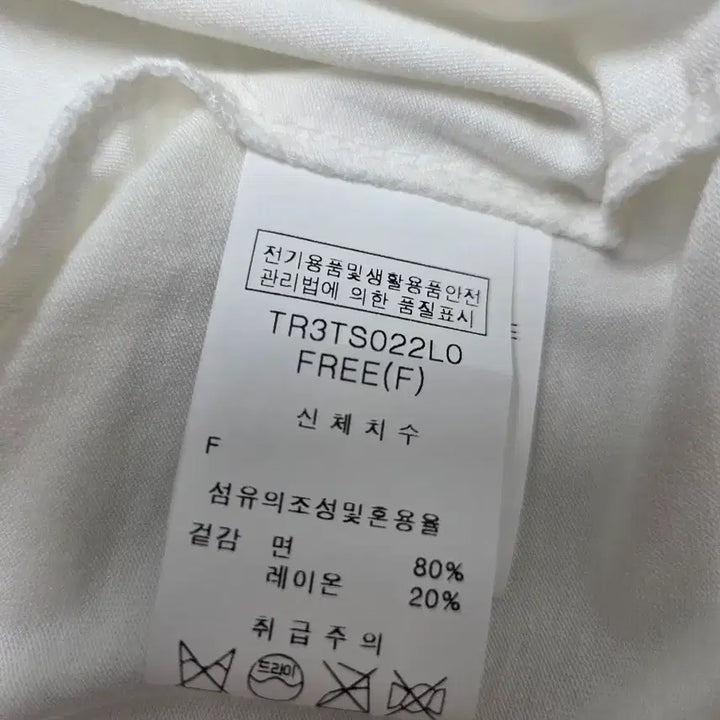 전기용품및생활용품안전
관리법에 의한 품질표시
TR3TS022L0
FREE(F)
신체치수
F
섬유의조성및혼용율
겉감 면 80%
레이온 20%
취급주의
드라이